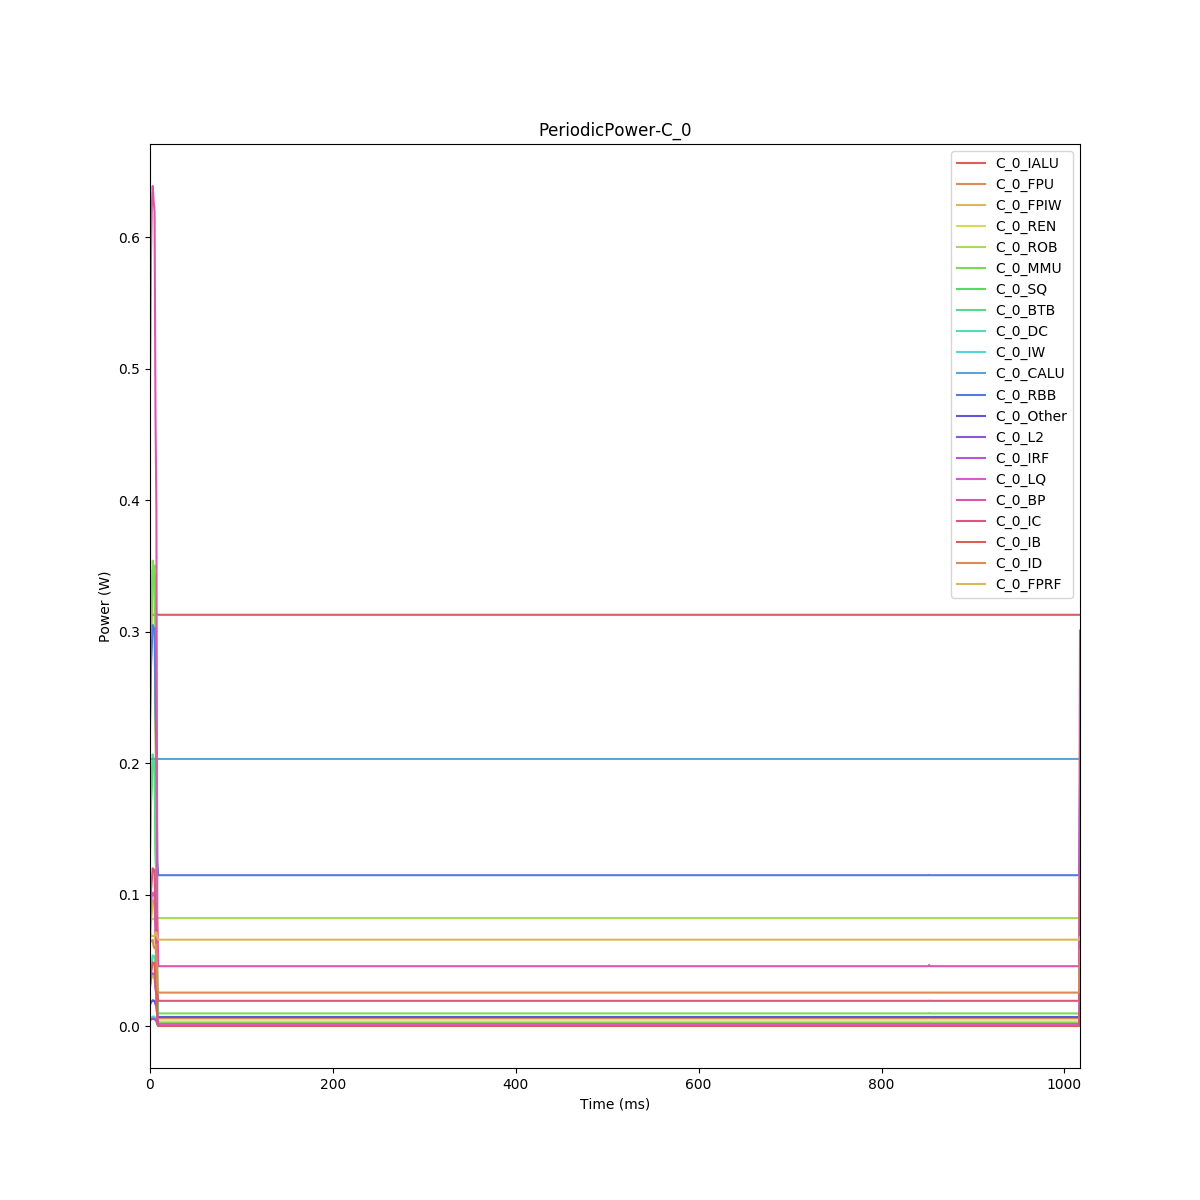 PeriodicPower-C_0
C_0_IALU
C_0_FPU
C_0_FPIW
C_0_REN
C_0_ROB
C_0_MMU
C_0_SQ
C_0_BTB
C_0_DC
C_0_IW
C_0_CALU
C_0_RBB
C_0_Other
C_0_L2
C_0_IRF
C_0_LQ
C_0_BP
C_0_IC
C_0_IB
C_0_ID
C_0_FPRF
Power (W)
0.6
0.5
0.4
0.3
0.2
0.1
0.0
0 200 400 600 800 1000
Time (ms)